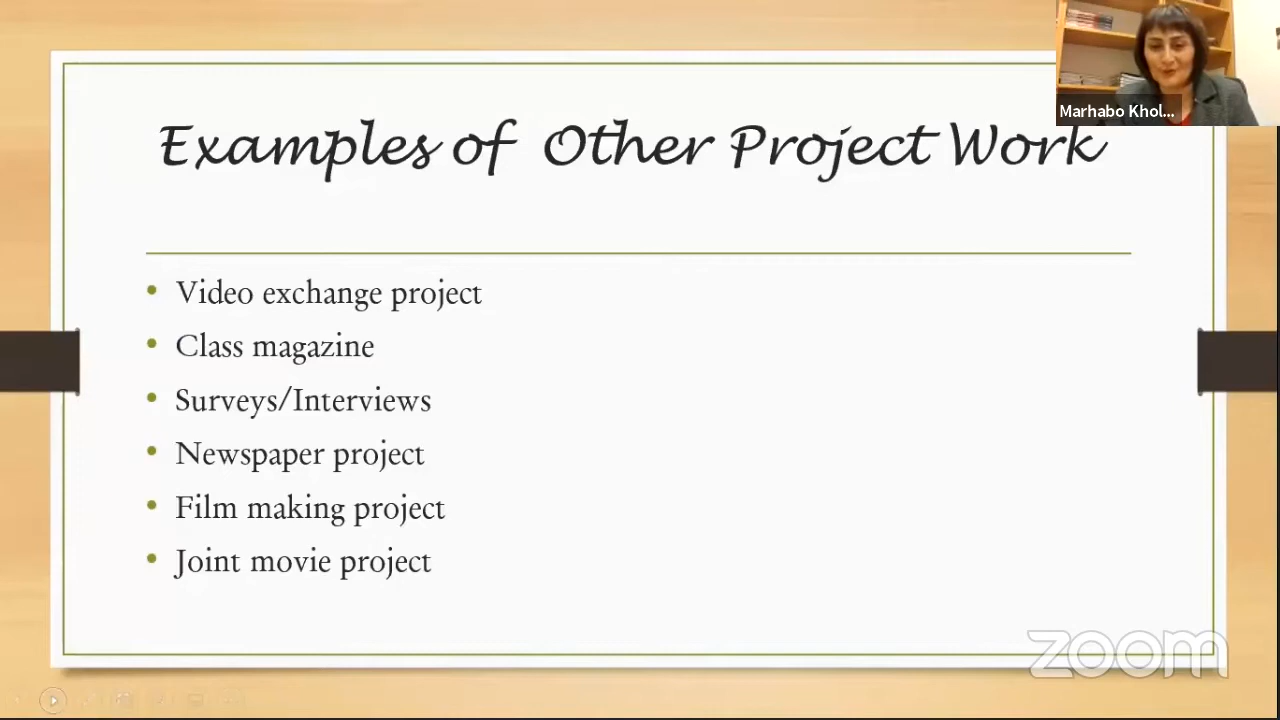 Marhabo Khol...
Examples of Other Project Work
• Video exchange project
• Class magazine
• Surveys/Interviews
• Newspaper project
• Film making project
• Joint movie project
zoom